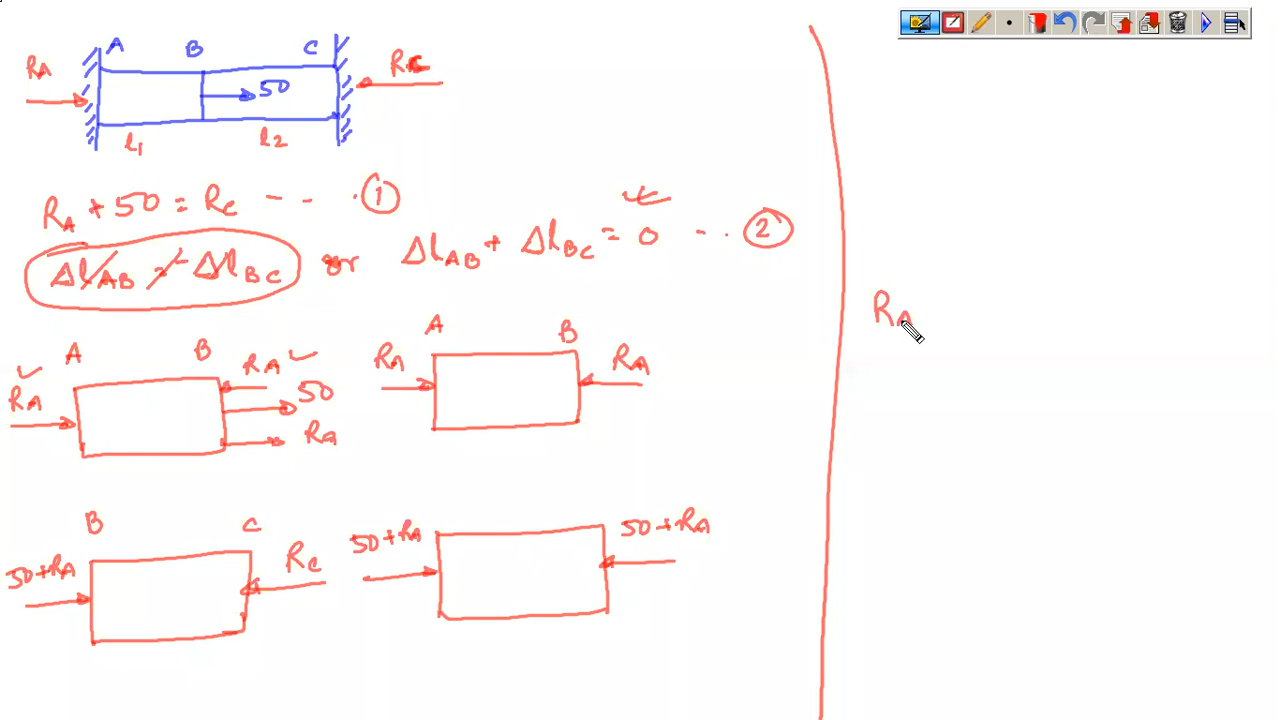 A B C
RA 50 RC
l1 l2
RA + 50 = RC -- .①
ΔlAB = -ΔlBC or ΔlAB + ΔlBC = 0 -.. ②
A B
RA RA
50
RA
A B
RA RA
B C
50+RA RC
50+RA 50+RA
RA